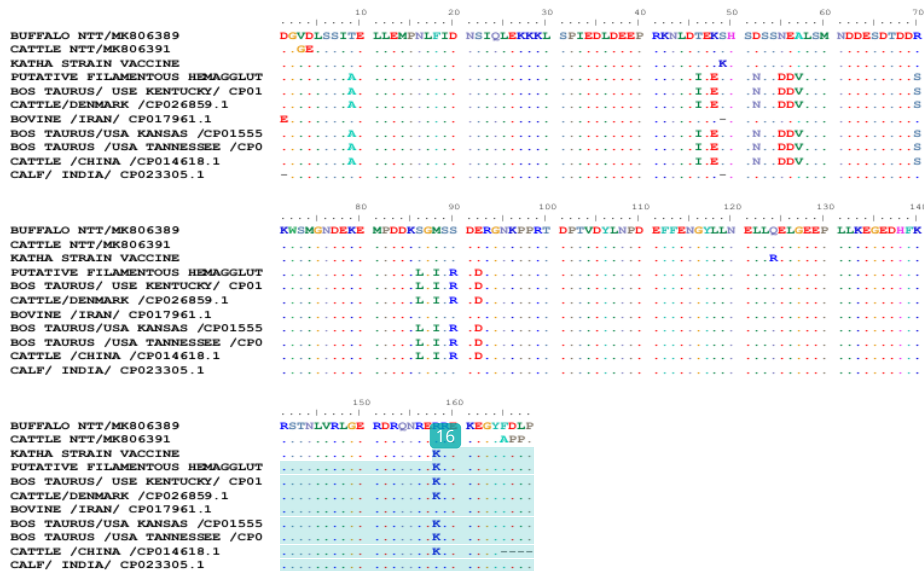 10 20 30 40 50 60 70
BUFFALO NTT/MK806389 DGVDLSSITE LLEMPNLFID NSIQLEKKKL SPIEDLDEEP RKNLDTEKSH SDSSNEALSM NDDESDTDDR
CATTLE NTT/MK806391 ..GE...... .......... .......... .......... .......... .......... ..........
KATHA STRAIN VACCINE .......... .......... .......... .......... ........K. .......... ..........
PUTATIVE FILAMENTOUS HEMAGGLUT ........A. .......... .......... .......... .....I.E.. .N..DDV... .........S
BOS TAURUS/ USE KENTUCKY/ CP01 ........A. .......... .......... .......... .....I.E.. .N..DDV... .........S
CATTLE/DENMARK /CP026859.1 ........A. .......... .......... .......... .....I.E.. .N..DDV... .........S
BOVINE /IRAN/ CP017961.1 E......... .......... .......... .......... ........-. .......... ..........
BOS TAURUS/USA KANSAS /CP01555 ........A. .......... .......... .......... .....I.E.. .N..DDV... .........S
BOS TAURUS /USA TANNESSEE /CP0 ........A. .......... .......... .......... .....I.E.. .N..DDV... .........S
CATTLE /CHINA /CP014618.1 ........A. .......... .......... .......... .....I.E.. .N..DDV... .........S
CALF/ INDIA/ CP023305.1 -......... .......... .......... .......... ........-. .......... ..........
80 90 100 110 120 130 140
BUFFALO NTT/MK806389 KWSMGNDEKE MPDDKSGMSS DERGNKPPRT DPTVDYLNPD EFFENGYLLN ELLQELGEEP LLKEGEDHFK
CATTLE NTT/MK806391 .......... .......... .......... .......... .......... .......... ..........
KATHA STRAIN VACCINE .......... .......... .......... .......... .......... ...R...... ..........
PUTATIVE FILAMENTOUS HEMAGGLUT .......... .....L.I.R .D........ .......... .......... .......... ..........
BOS TAURUS/ USE KENTUCKY/ CP01 .......... .....L.I.R .D........ .......... .......... .......... ..........
CATTLE/DENMARK /CP026859.1 .......... .....L.I.R .D........ .......... .......... .......... ..........
BOVINE /IRAN/ CP017961.1 .......... .......... .......... .......... .......... .......... ..........
BOS TAURUS/USA KANSAS /CP01555 .......... .....L.I.R .D........ .......... .......... .......... ..........
BOS TAURUS /USA TANNESSEE /CP0 .......... .....L.I.R .D........ .......... .......... .......... ..........
CATTLE /CHINA /CP014618.1 .......... .....L.I.R .D........ .......... .......... .......... ..........
CALF/ INDIA/ CP023305.1 .......... .......... .......... .......... .......... .......... ..........
150 160
BUFFALO NTT/MK806389 RSTNLVRLGE RDRQNRERRE KEGYFDLP
CATTLE NTT/MK806391 .......... .......16.. ....APP.
KATHA STRAIN VACCINE .......... .......K.. ........
PUTATIVE FILAMENTOUS HEMAGGLUT .......... .......K.. ........
BOS TAURUS/ USE KENTUCKY/ CP01 .......... .......K.. ........
CATTLE/DENMARK /CP026859.1 .......... .......K.. ........
BOVINE /IRAN/ CP017961.1 .......... .......... ........
BOS TAURUS/USA KANSAS /CP01555 .......... .......K.. ........
BOS TAURUS /USA TANNESSEE /CP0 .......... .......K.. ........
CATTLE /CHINA /CP014618.1 .......... .......K.. ....----
CALF/ INDIA/ CP023305.1 .......... .......... ........